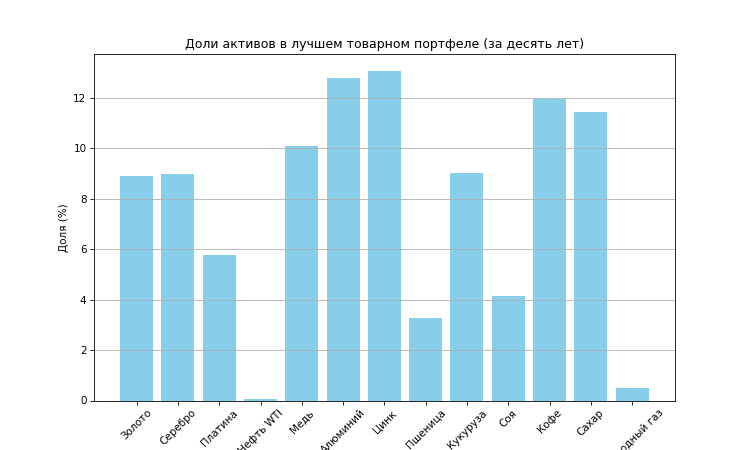 Доли активов в лучшем товарном портфеле (за десять лет)
Доля (%)
12
10
8
6
4
2
0
Золото
Серебро
Платина
Нефть WTI
Медь
Алюминий
Цинк
Пшеница
Кукуруза
Соя
Кофе
Сахар
газ